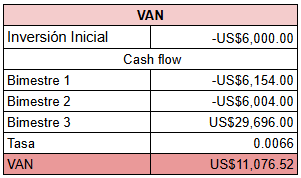 VAN
Inversión Inicial -US$6,000.00
Cash flow
Bimestre 1 -US$6,154.00
Bimestre 2 -US$6,004.00
Bimestre 3 US$29,696.00
Tasa 0.0066
VAN US$11,076.52